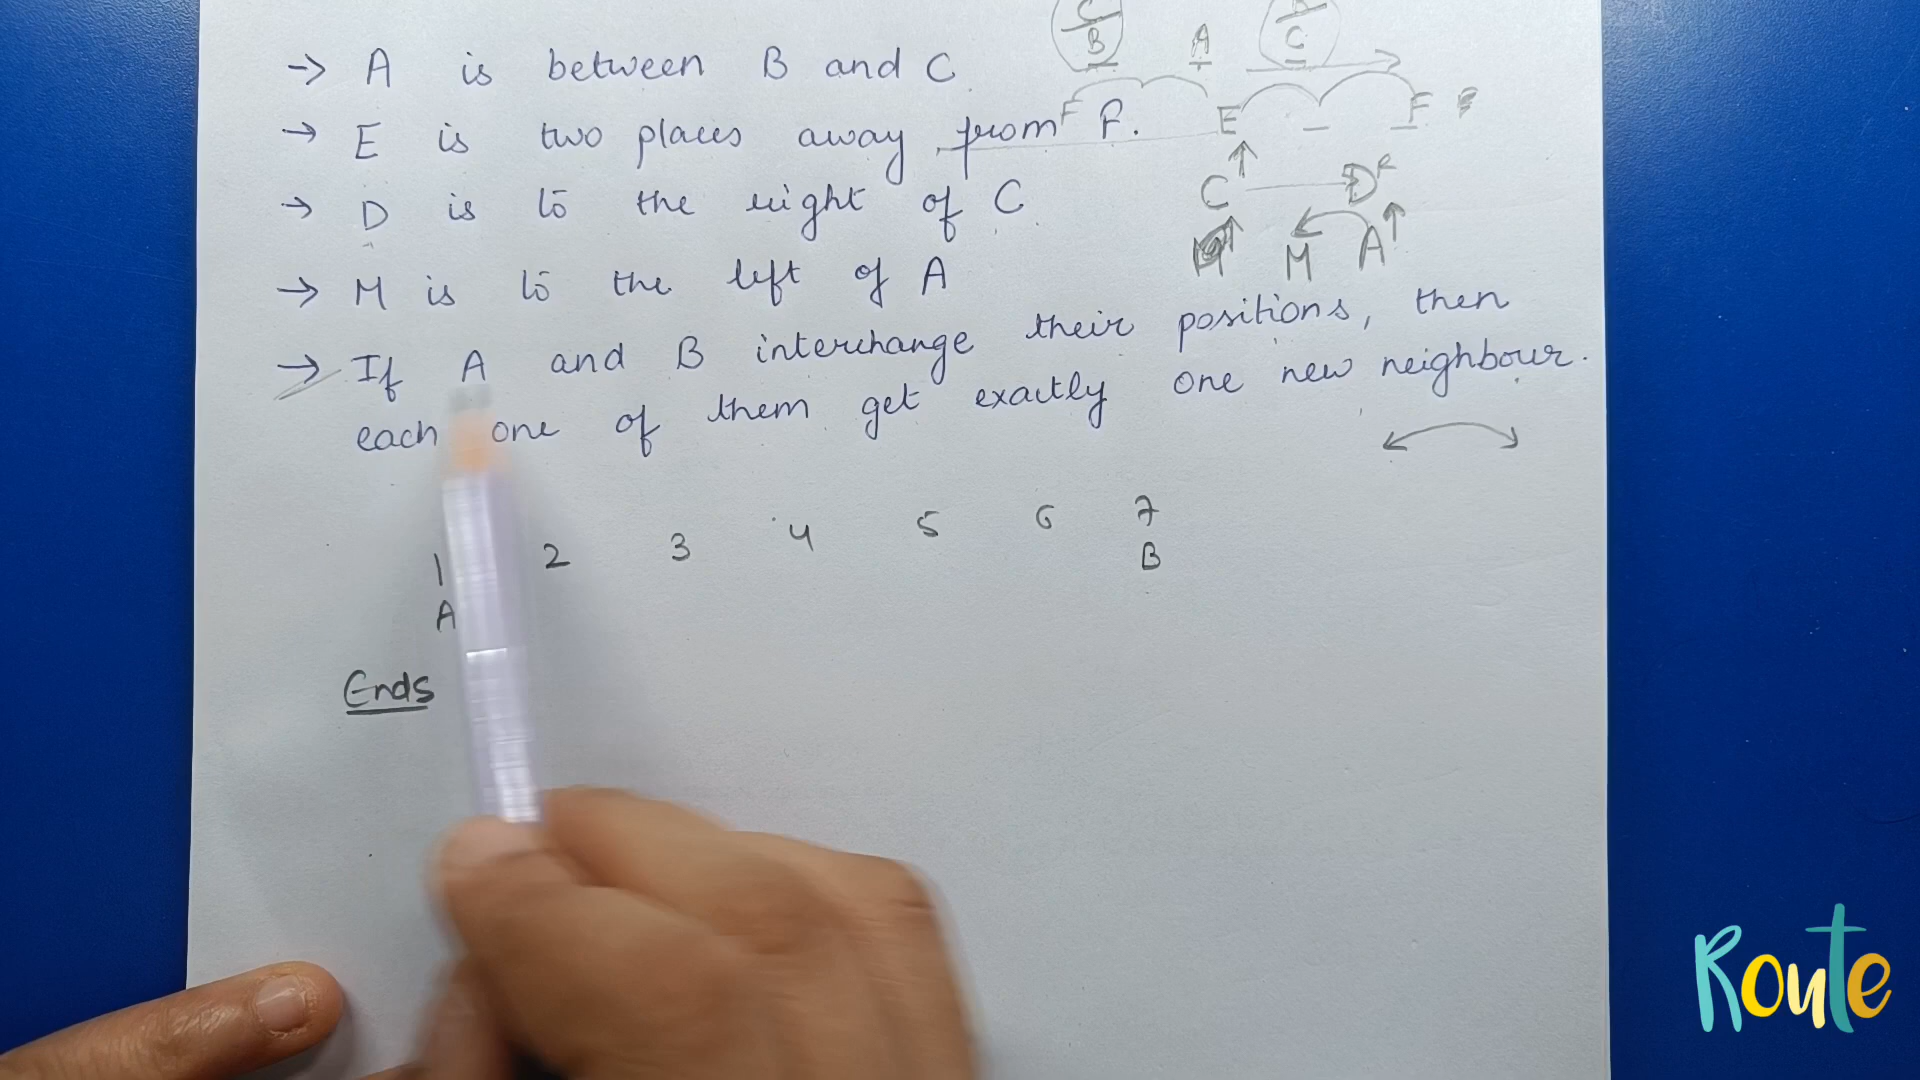 → A is between B and C
C
B
A
C
→ E is two places away from F.
F
E _ F
→ D is to the right of C
C → D R
→ M is to the left of A
M A ↑
→ If A and B interchange their positions, then
each one of them get exactly one new neighbour.
1 2 3 4 5 6 7
A B
Ends
Route